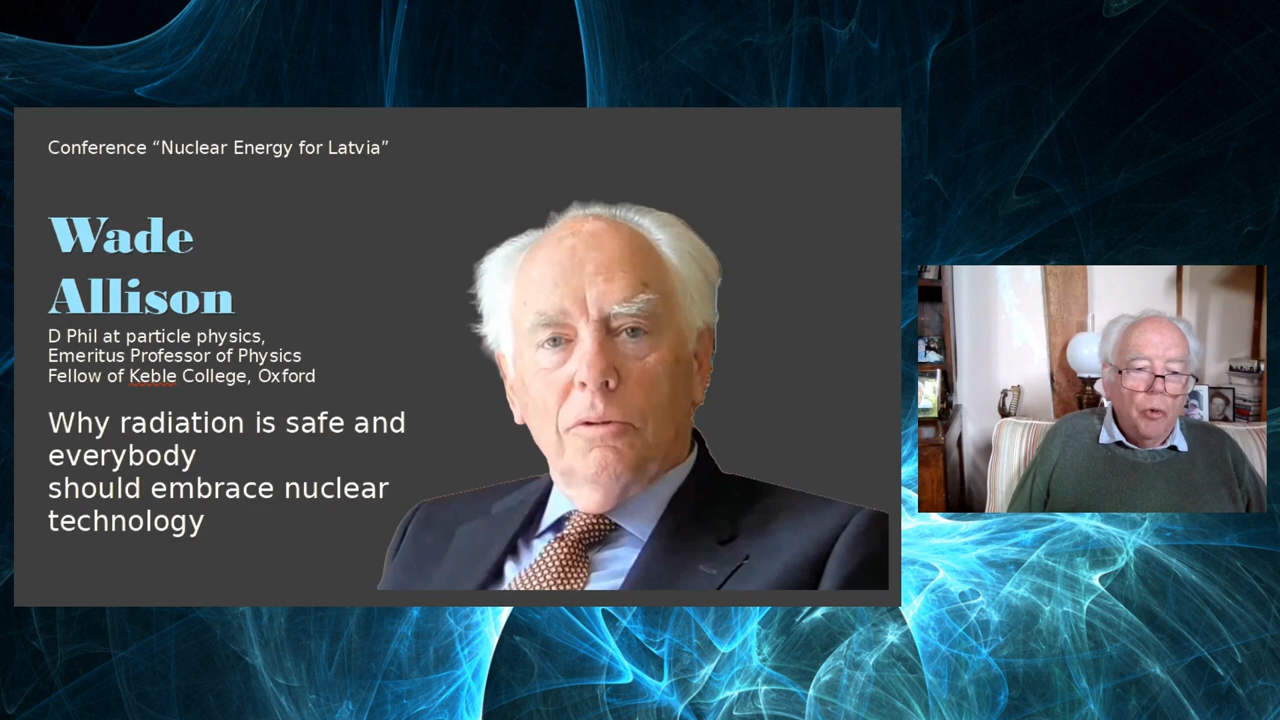 Conference “Nuclear Energy for Latvia”
Wade
Allison
D Phil at particle physics,
Emeritus Professor of Physics
Fellow of Keble College, Oxford
Why radiation is safe and
everybody
should embrace nuclear
technology